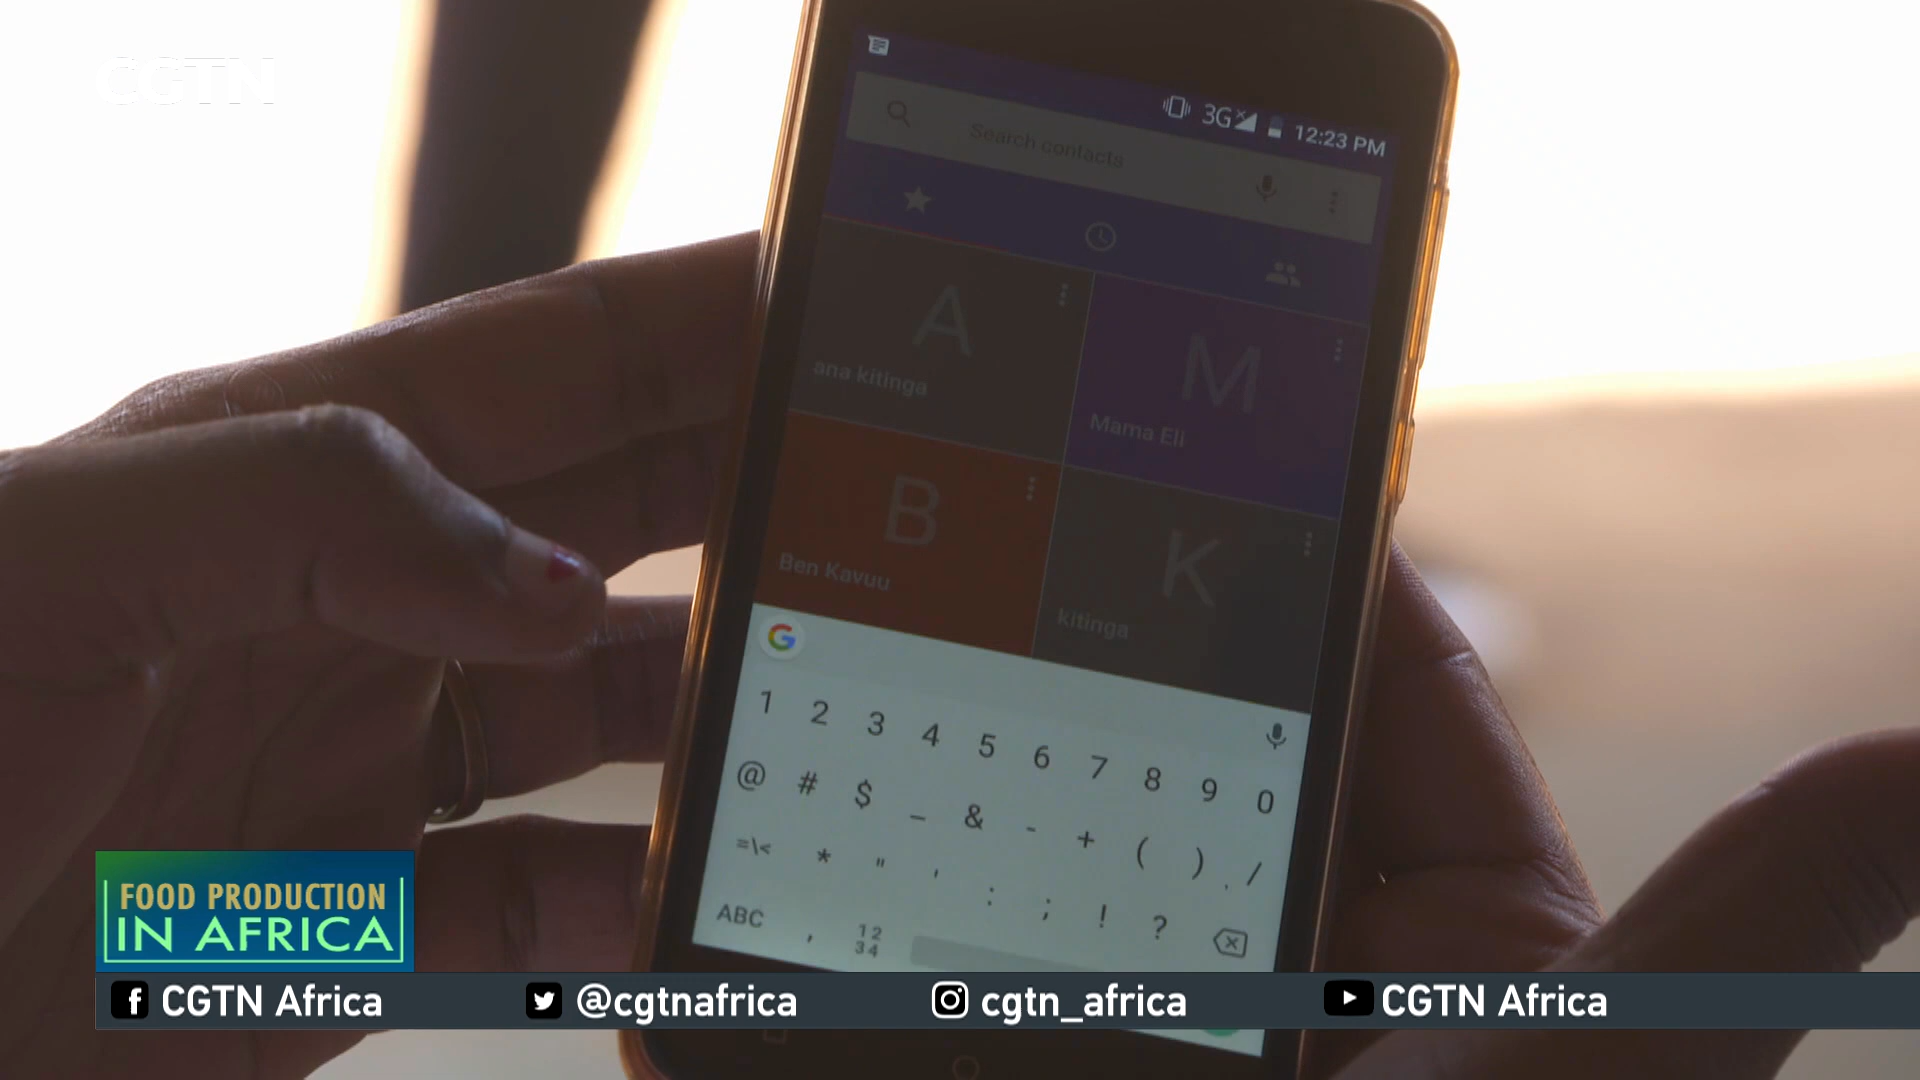 CGTN
3G 12:23 PM
Search contacts
A
ana kitinga
M
Mama Eli
B
Ben Kavuu
K
kitinga
G
1 2 3 4 5 6 7 8 9 0
@ # $ _ & - + ( ) /
=\< * " ' : ; ! ?
ABC , 12 34 .
FOOD PRODUCTION
IN AFRICA
f CGTN Africa @cgtnafrica cgtn_africa CGTN Africa